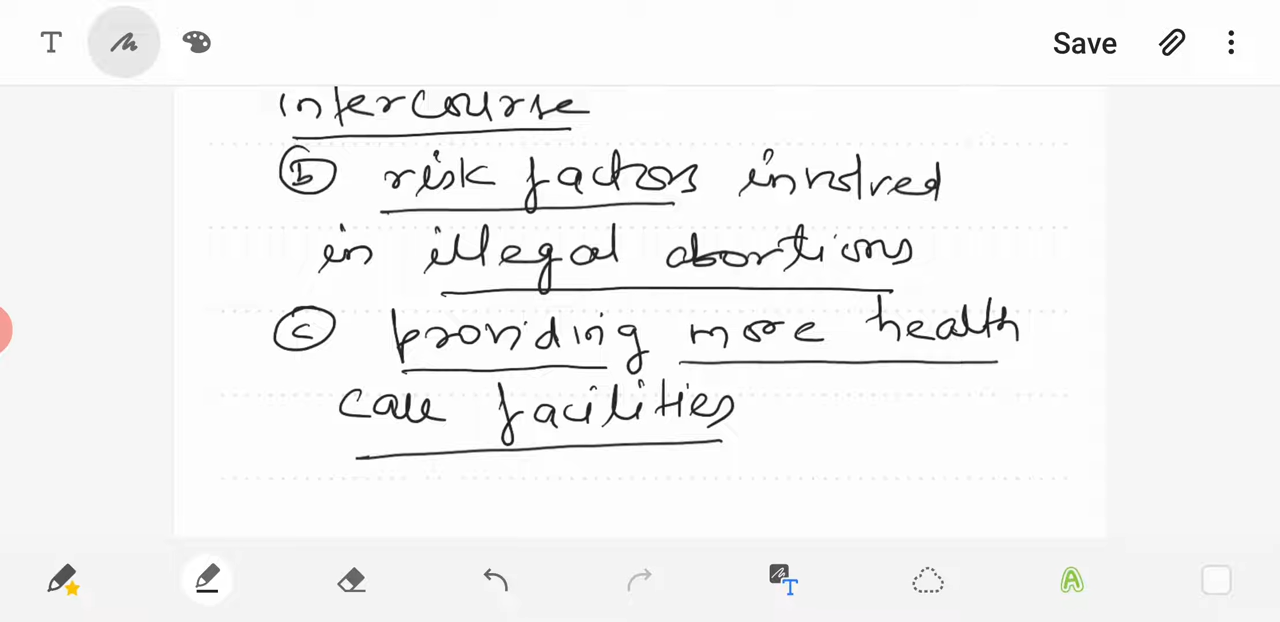 Save
intercourse
b risk factors involved
in illegal abortions
c providing more health
care facilities